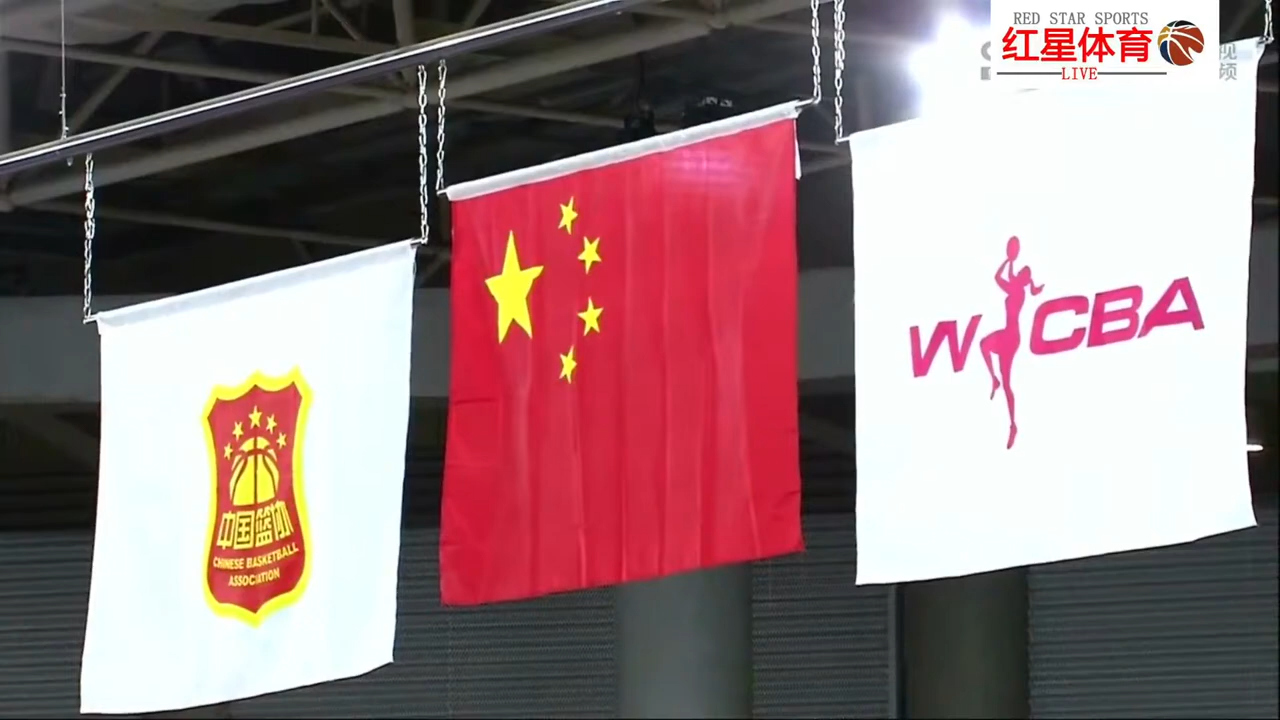 RED STAR SPORTS
红星体育
LIVE
中国篮协
CHINESE BASKETBALL
ASSOCIATION
WCBA